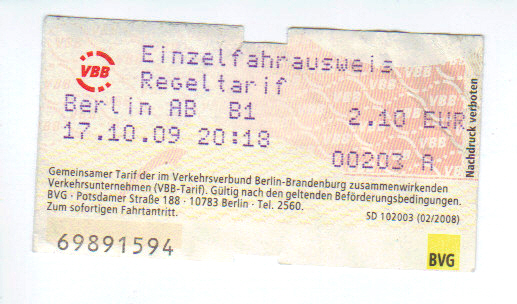 VBB
Einzelfahrausweis
Regeltarif
Berlin AB B1 2.10 EUR
17.10.09 20:18
00203 A
Nachdruck verboten
Gemeinsamer Tarif der im Verkehrsverbund Berlin-Brandenburg zusammenwirkenden
Verkehrsunternehmen (VBB-Tarif). Gültig nach den geltenden Beförderungsbedingungen.
BVG · Potsdamer Straße 188 · 10783 Berlin · Tel. 2560.
Zum sofortigen Fahrtantritt.
SD 102003 (02/2008)
69891594
BVG